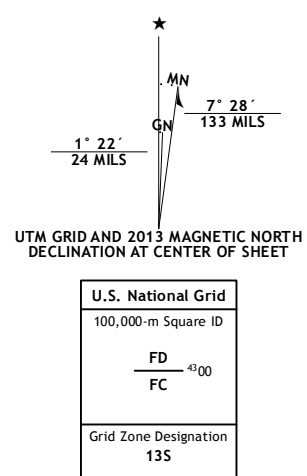 ★
MN
GN
7° 28´
133 MILS
1° 22´
24 MILS
UTM GRID AND 2013 MAGNETIC NORTH
DECLINATION AT CENTER OF SHEET
U.S. National Grid
100,000-m Square ID
FD
4300
FC
Grid Zone Designation
13S